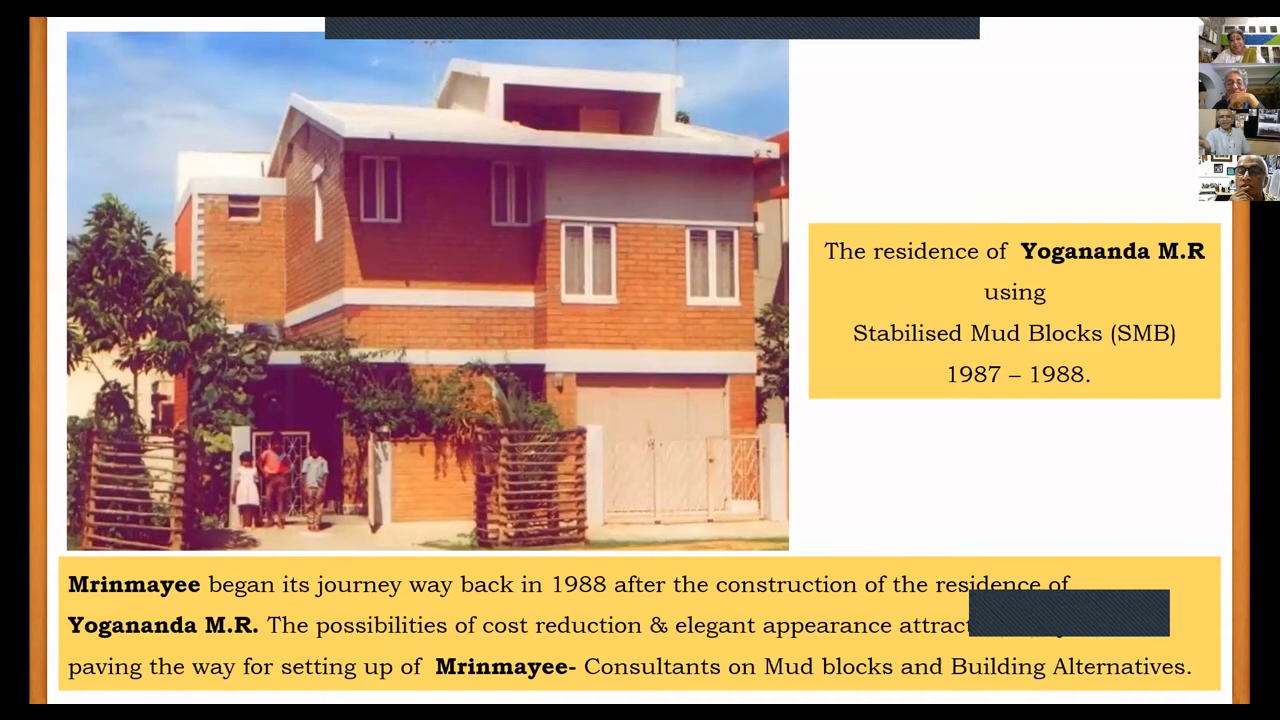 The residence of Yogananda M.R
using
Stabilised Mud Blocks (SMB)
1987 – 1988.
Mrinmayee began its journey way back in 1988 after the construction of the residence of
Yogananda M.R. The possibilities of cost reduction & elegant appearance
paving the way for setting up of Mrinmayee- Consultants on Mud blocks and Building Alternatives.